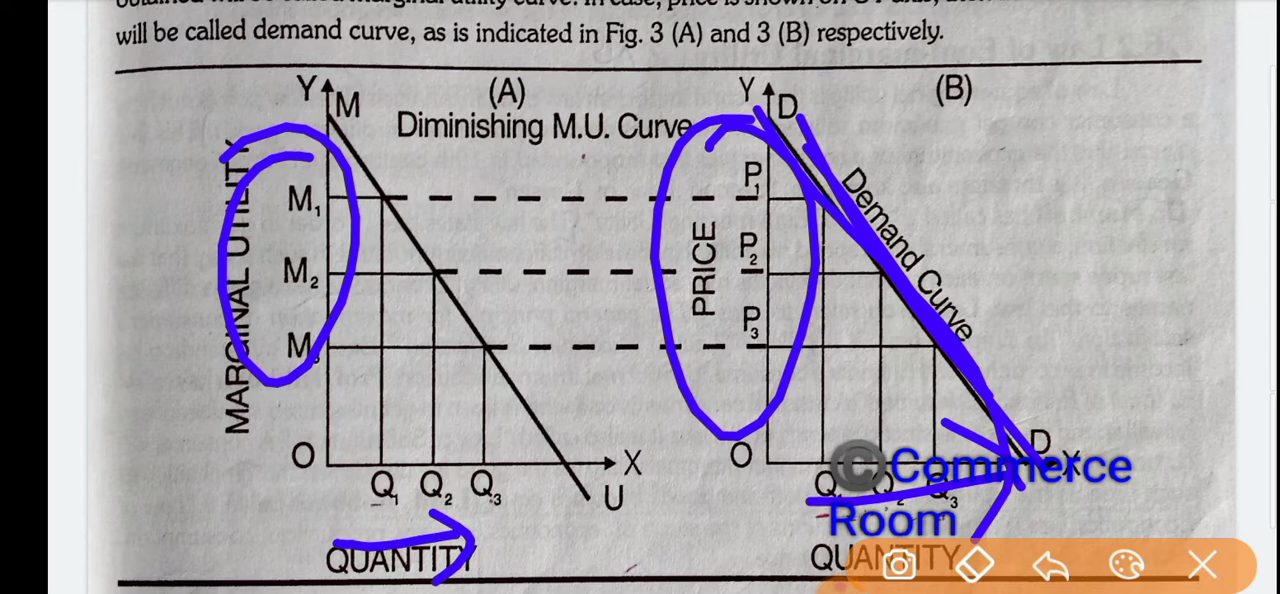 will be called demand curve, as is indicated in Fig. 3 (A) and 3 (B) respectively.
(A)
Diminishing M.U. Curve
Y
M
MARGINAL UTILITY
M1
M2
O
Q1 Q2 Q3
X
U
QUANTITY
(B)
Y
D
PRICE
P1
P2
P3
Demand Curve
O
D
X
Q3
QUANTITY
© Commerce
Room